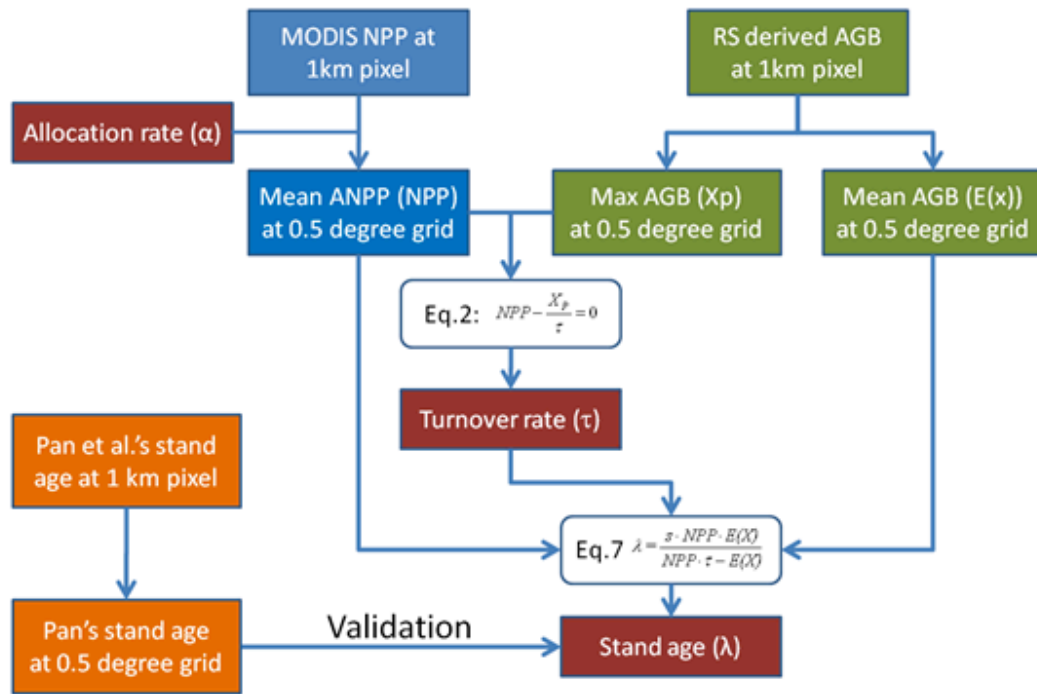 MODIS NPP at
1km pixel
RS derived AGB
at 1km pixel
Allocation rate (α)
Mean ANPP (NPP)
at 0.5 degree grid
Max AGB (Xp)
at 0.5 degree grid
Mean AGB (E(x))
at 0.5 degree grid
Eq.2: NPP − X_P/τ = 0
Turnover rate (τ)
Pan et al.'s stand
age at 1 km pixel
Eq.7 λ = s · NPP · E(X) / NPP · τ − E(X)
Pan's stand age
at 0.5 degree grid
Validation
Stand age (λ)